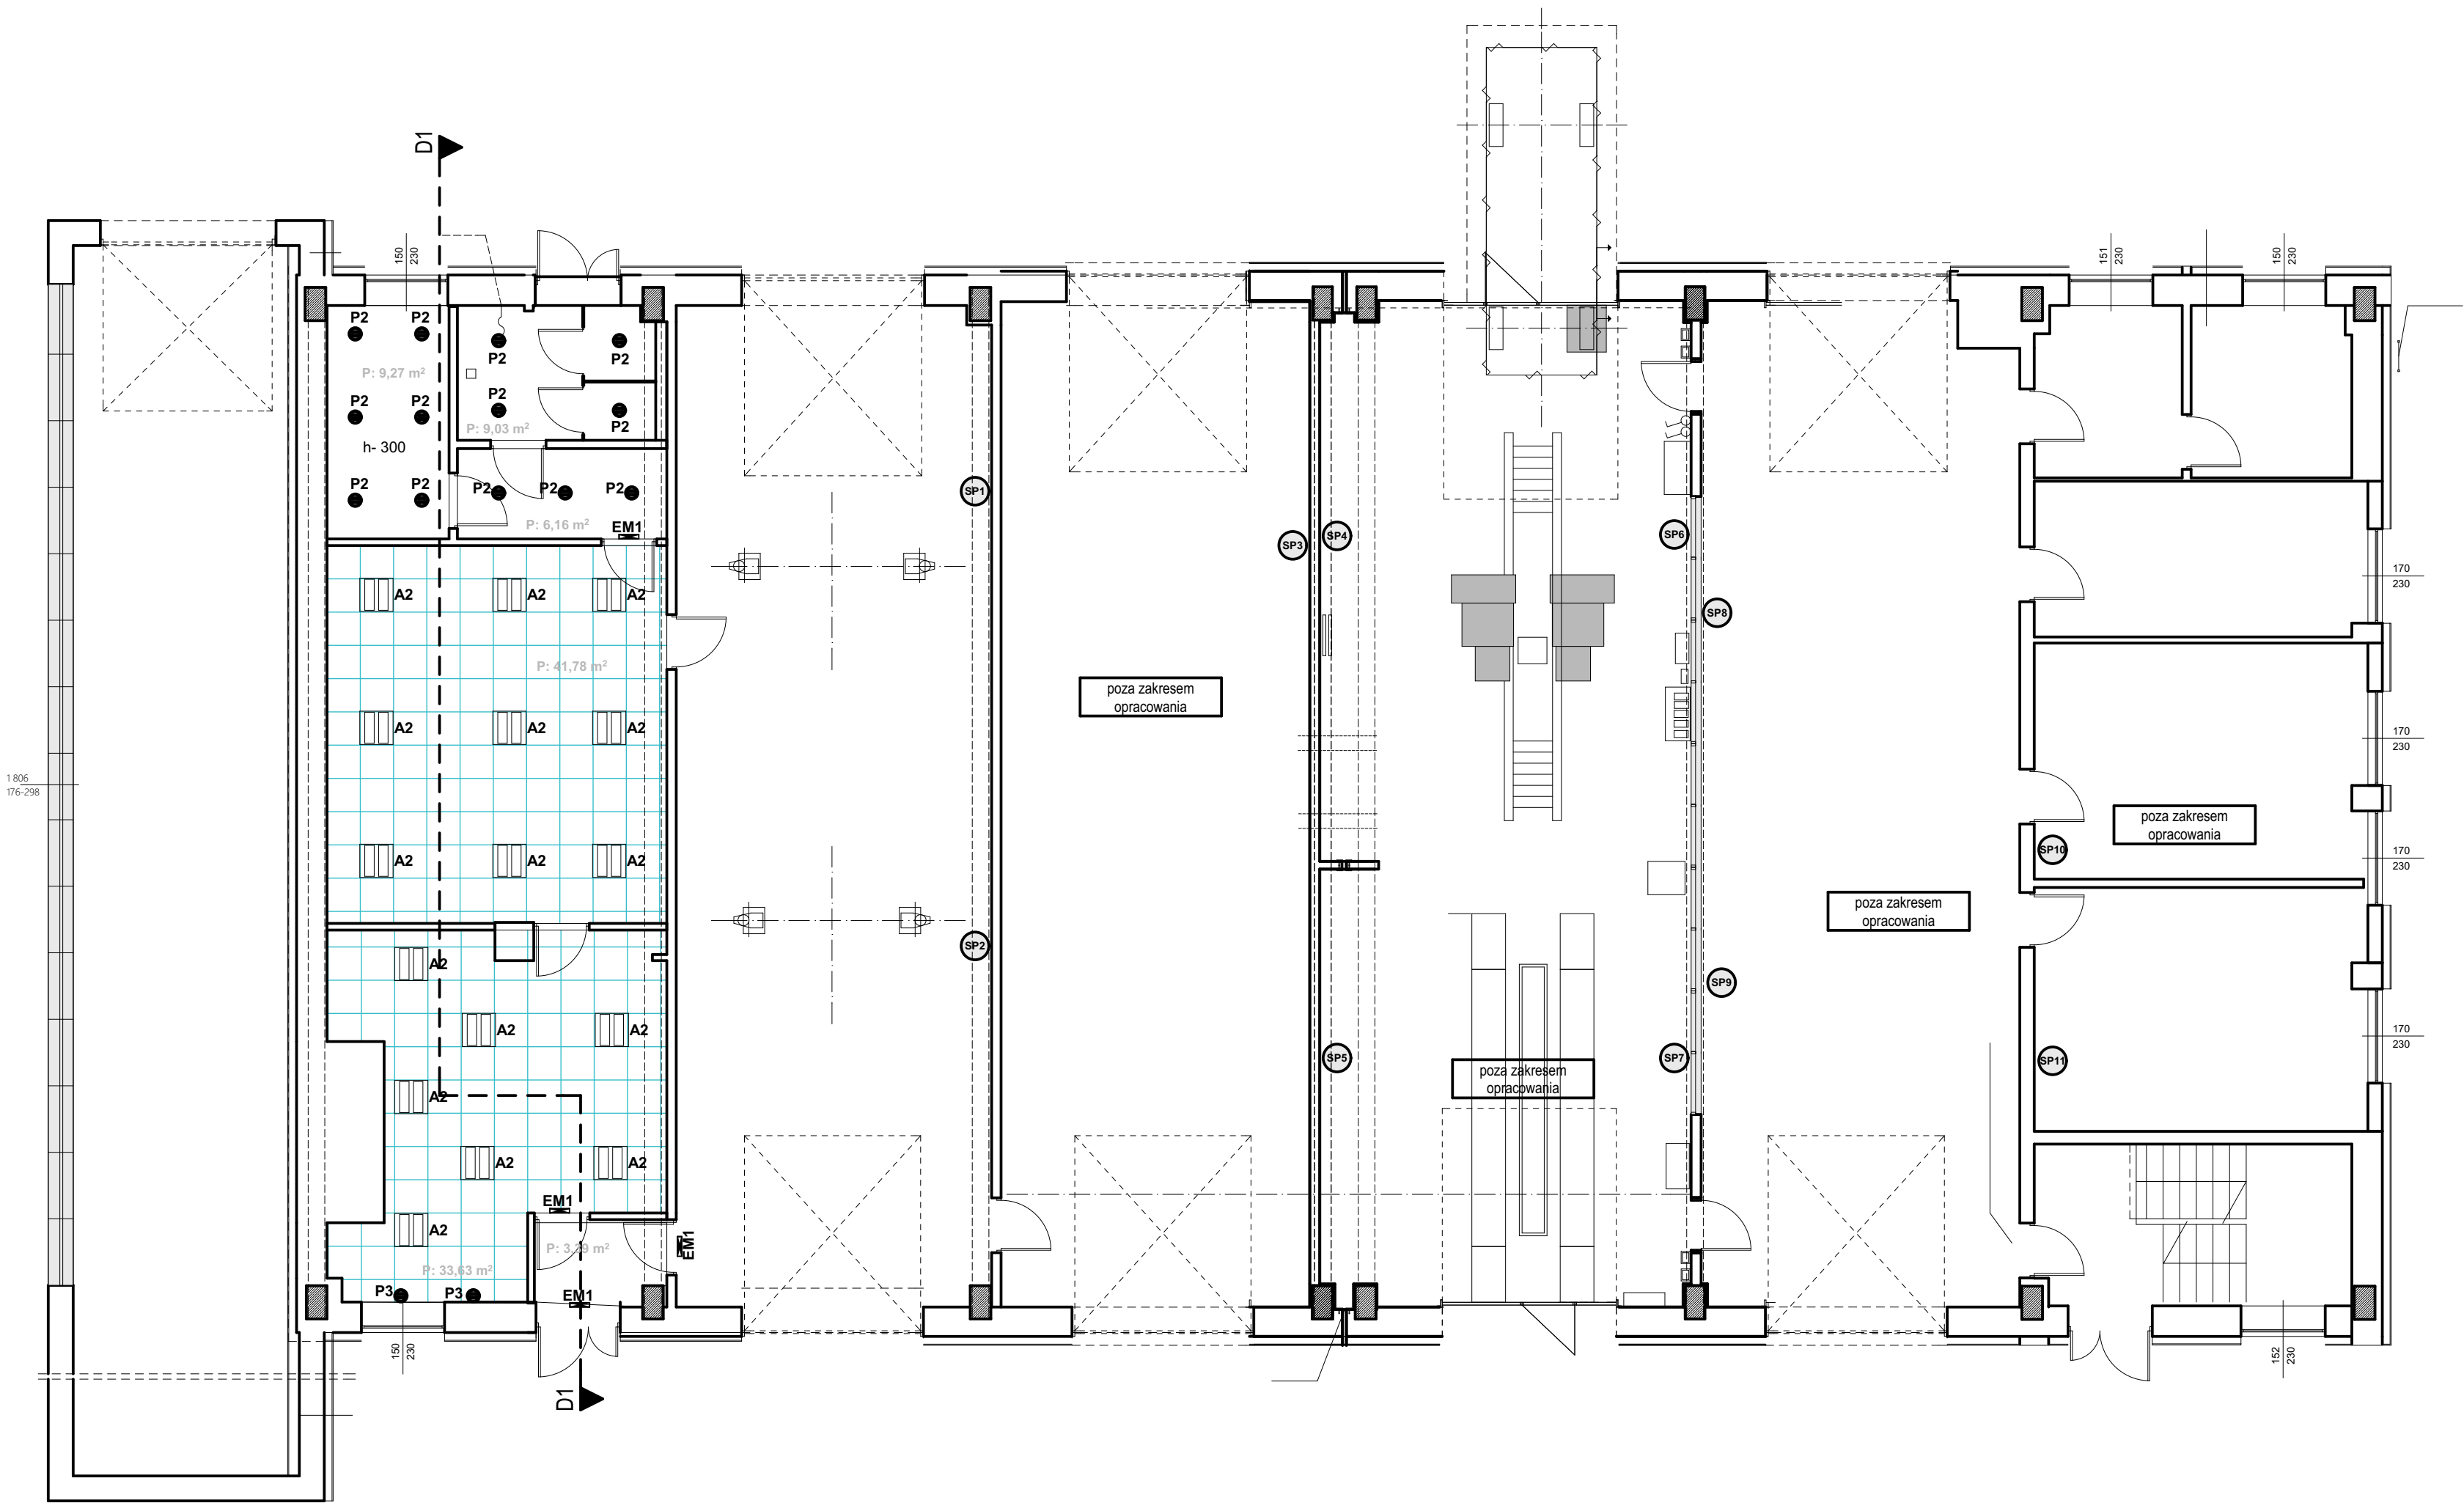 D1
150
230
151
230
150
230
P2
P2
P2
P2
P: 9,27 m²
P2
P2
P2
P: 9,03 m²
P2
h- 300
P2
P2
P2
P2
P2
SP1
P: 6,16 m²
EM1
SP3
SP4
SP6
170
230
A2
A2
A2
SP8
P: 41,78 m²
poza zakresem
opracowania
A2
A2
A2
170
230
1 806
176-298
poza zakresem
opracowania
SP10
170
230
A2
A2
A2
poza zakresem
opracowania
SP2
A2
SP9
A2
A2
170
230
SP5
SP7
SP11
poza zakresem
opracowania
A2
A2
A2
EM1
A2
EM1
P: 3,29 m²
P: 33,63 m²
P3
P3
EM1
150
230
152
230
D1